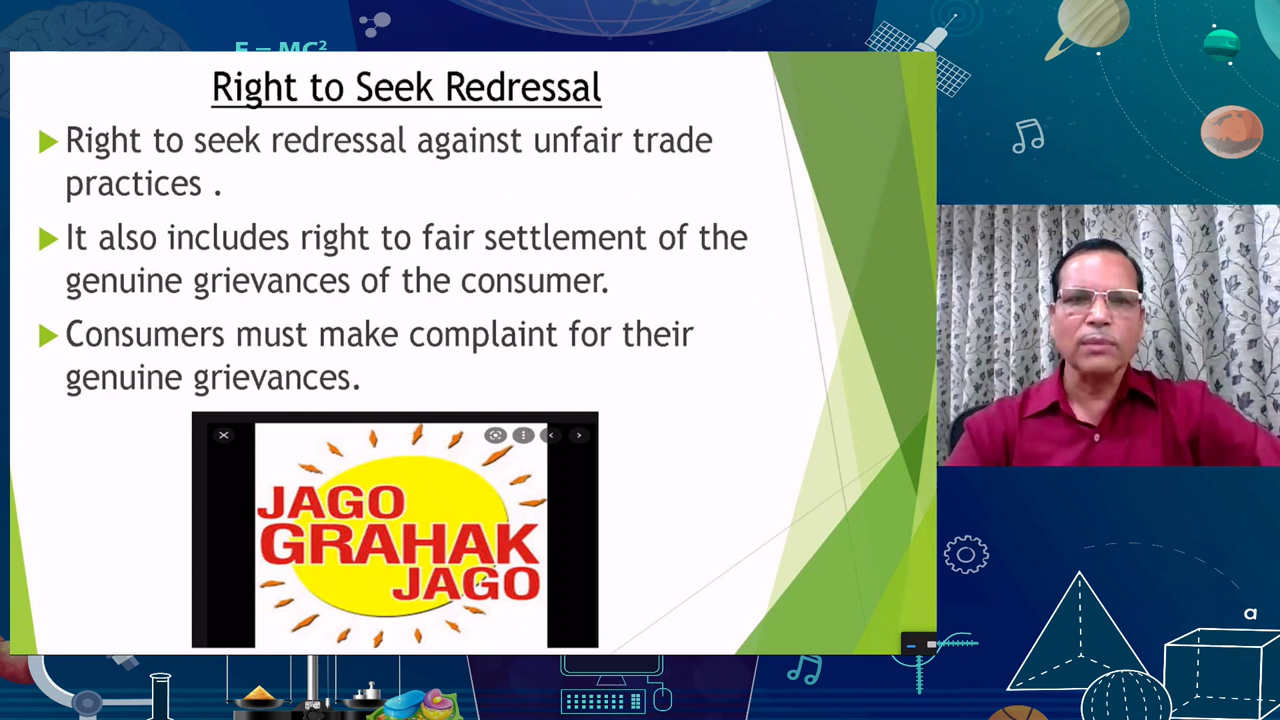 E = MC²
Right to Seek Redressal
Right to seek redressal against unfair trade
practices .
It also includes right to fair settlement of the
genuine grievances of the consumer.
Consumers must make complaint for their
genuine grievances.
JAGO
GRAHAK
JAGO
a